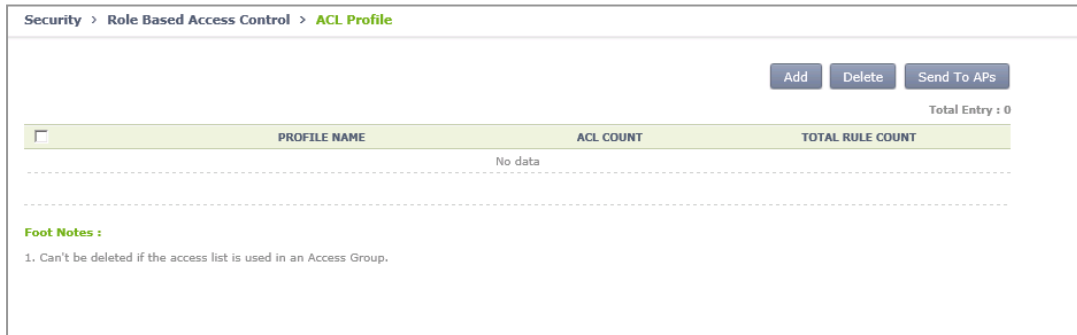 Security > Role Based Access Control > ACL Profile
Add Delete Send To APs
Total Entry : 0
PROFILE NAME ACL COUNT TOTAL RULE COUNT
No data
Foot Notes :
1. Can't be deleted if the access list is used in an Access Group.